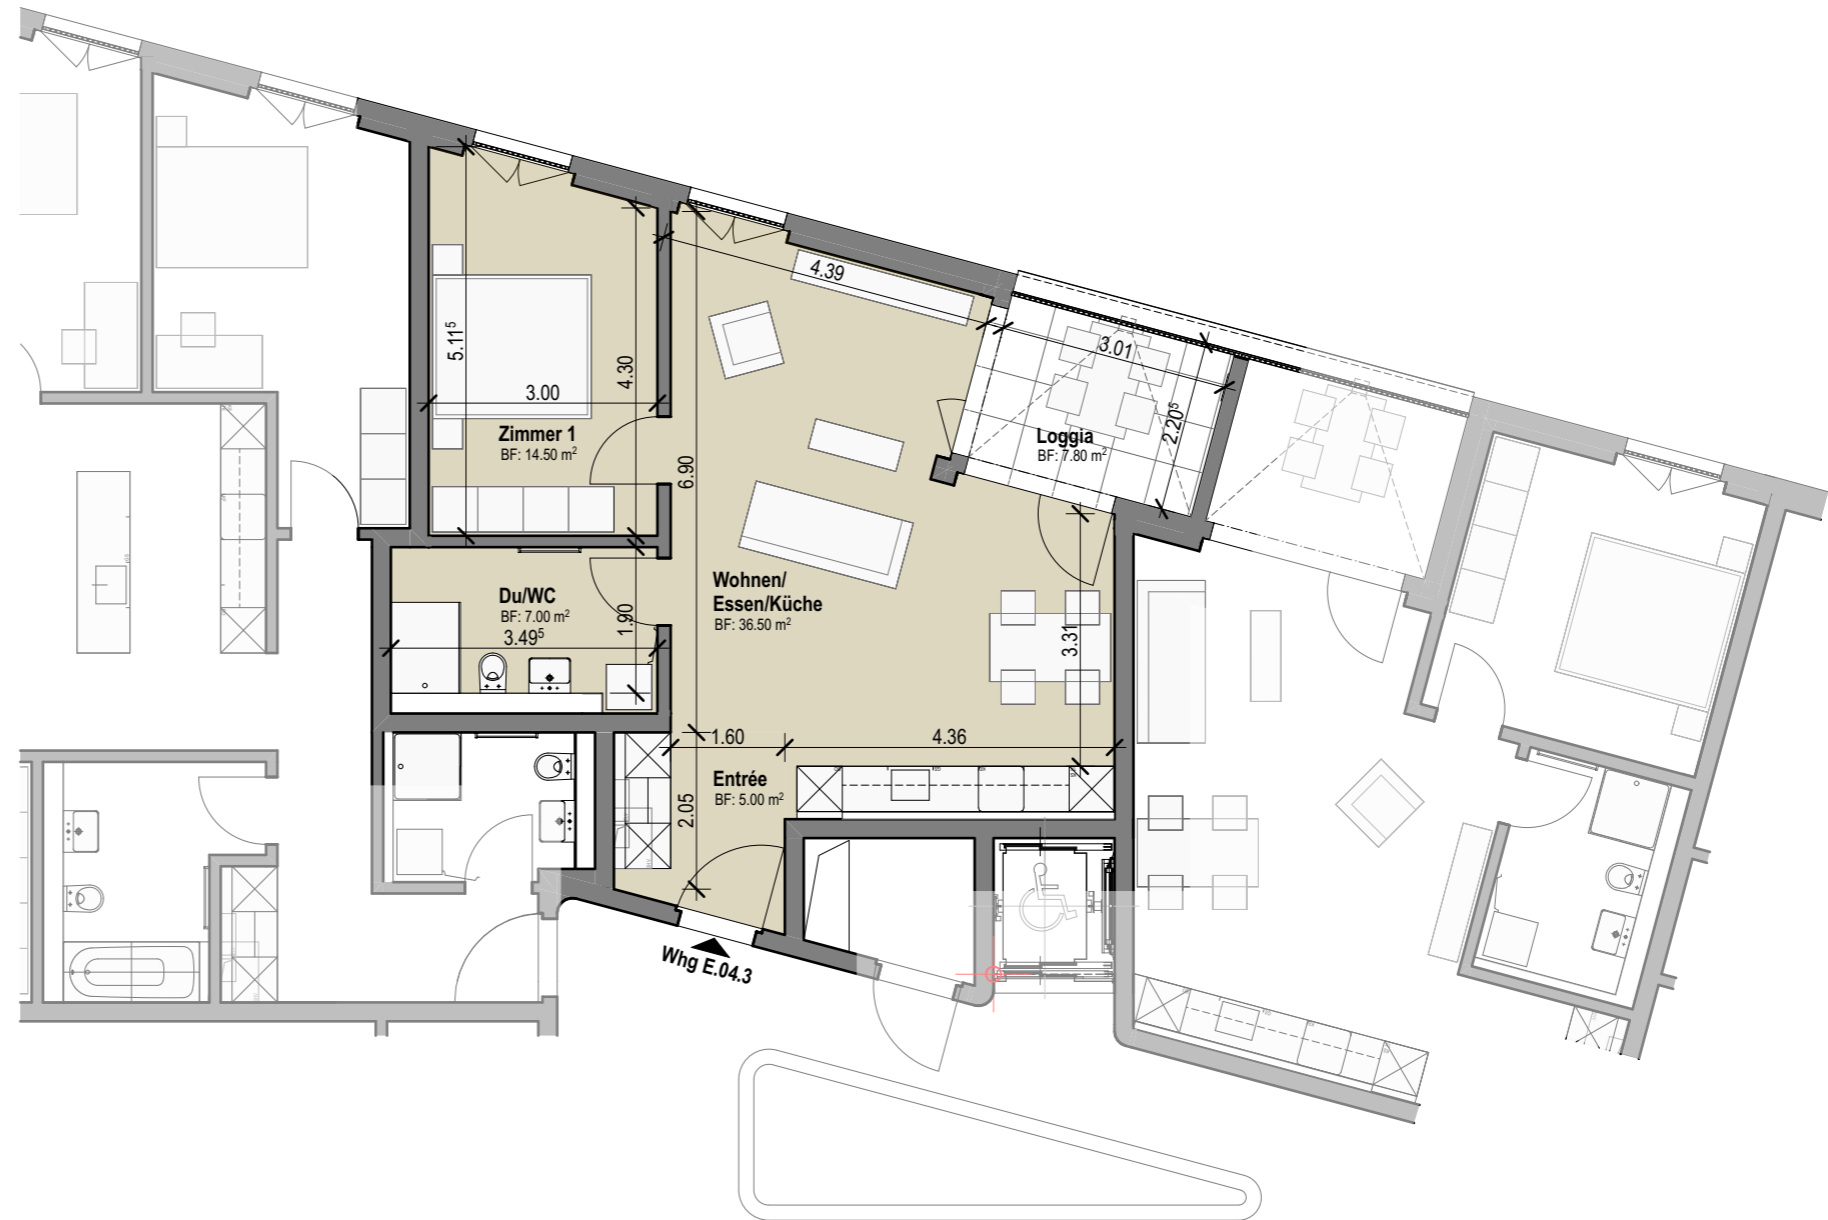 4.39
3.01
5.11⁵
4.30
3.00
2.20⁵
Zimmer 1
BF: 14.50 m²
Loggia
BF: 7.80 m²
6.90
Wohnen/
Essen/Küche
BF: 36.50 m²
Du/WC
BF: 7.00 m²
1.90
3.49⁵
3.31
1.60
4.36
Entrée
BF: 5.00 m²
2.05
Whg E.04.3